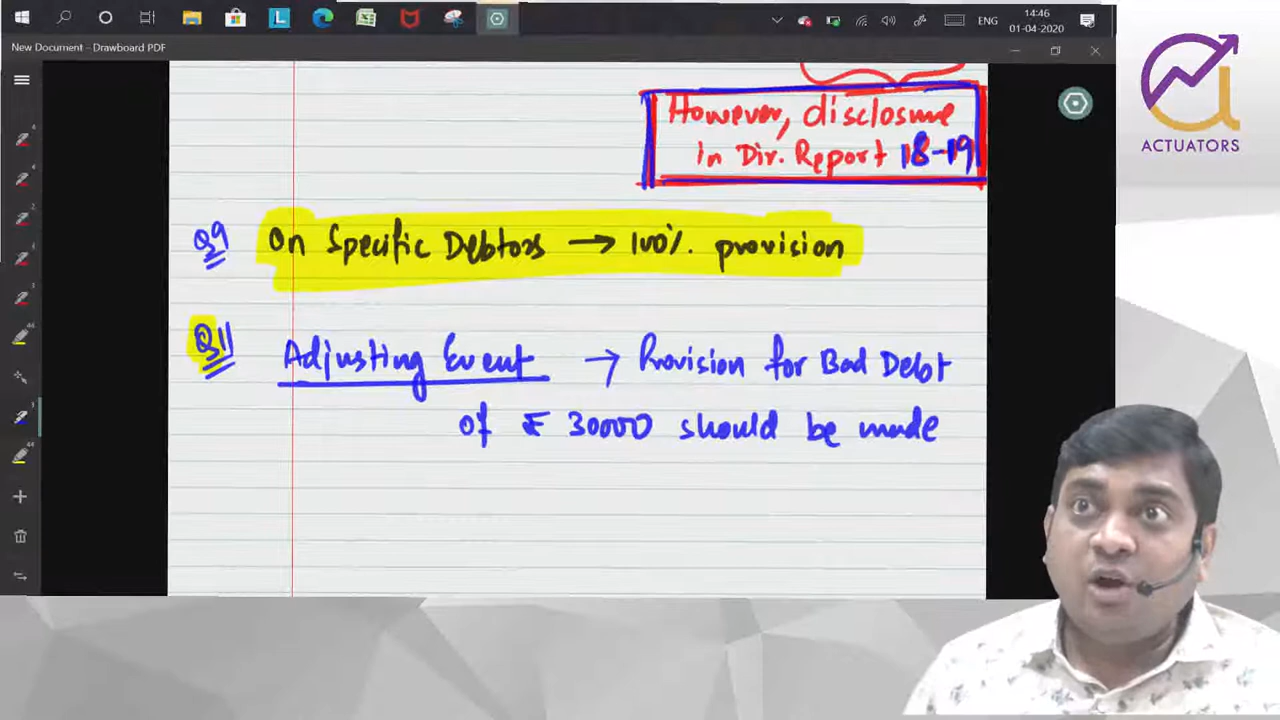 14:46
ENG
01-04-2020
New Document - Drawboard PDF
However, disclosure
in Dir. Report 18-19
ACTUATORS
Q9 On Specific Debtors → 100%. provision
Q11 Adjusting Event → Provision for Bad Debt
of ₹ 30000 should be made